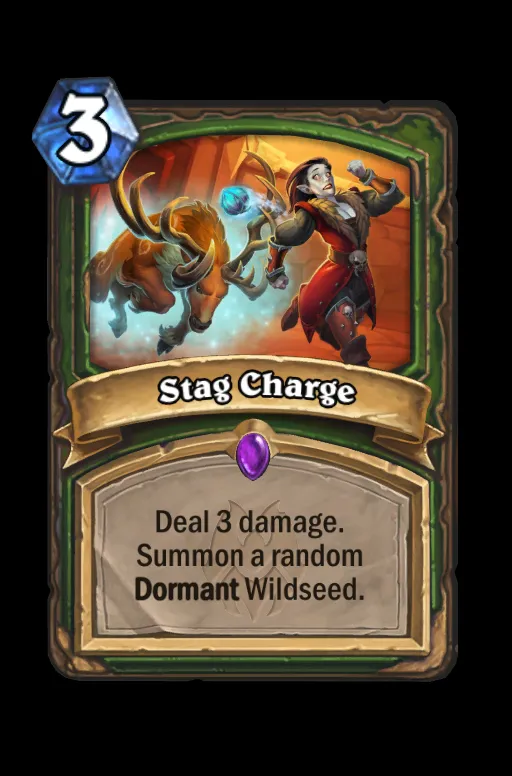 3
Stag Charge
Deal 3 damage.
Summon a random
Dormant Wildseed.